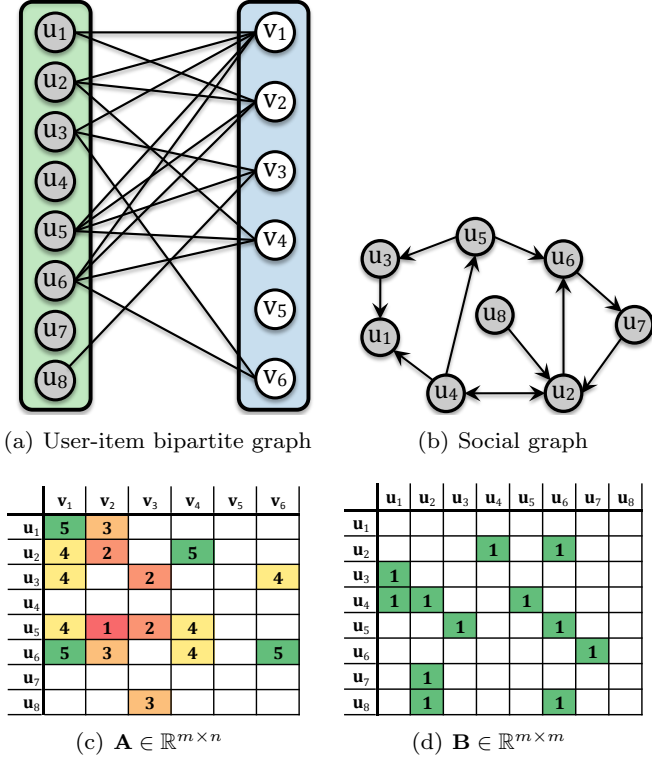 u1 v1
u2 v2
u3 v3
u4
u5 v4
u6 v5
u7 v6
u8
u5
u3 u6
u8 u7
u1
u4 u2
(a) User-item bipartite graph
(b) Social graph
v1 v2 v3 v4 v5 v6
u1 5 3
u2 4 2 5
u3 4 2 4
u4
u5 4 1 2 4
u6 5 3 4 5
u7
u8 3
(c) A ∈ ℝ^{m×n}
u1 u2 u3 u4 u5 u6 u7 u8
u1
u2 1 1
u3 1
u4 1 1 1
u5 1 1
u6 1
u7 1
u8 1 1
(d) B ∈ ℝ^{m×m}